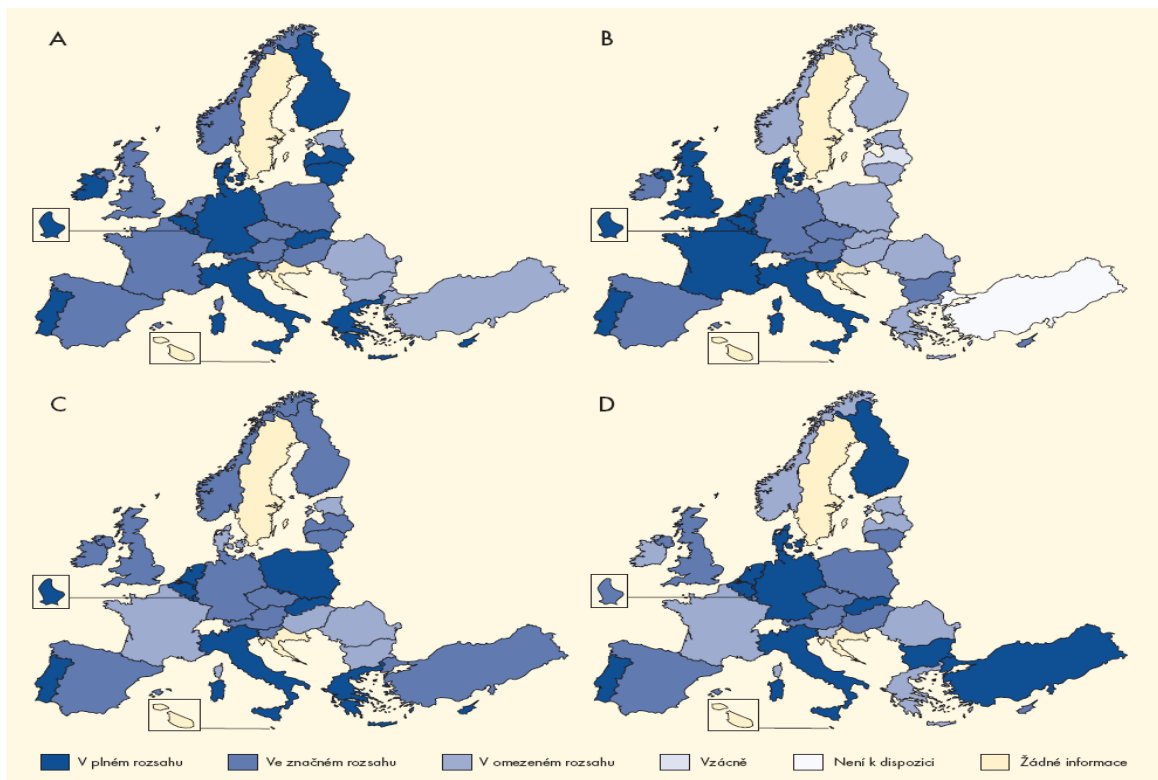 A
B
C
D
V plném rozsahu
Ve značném rozsahu
V omezeném rozsahu
Vzácně
Není k dispozici
Žádné informace